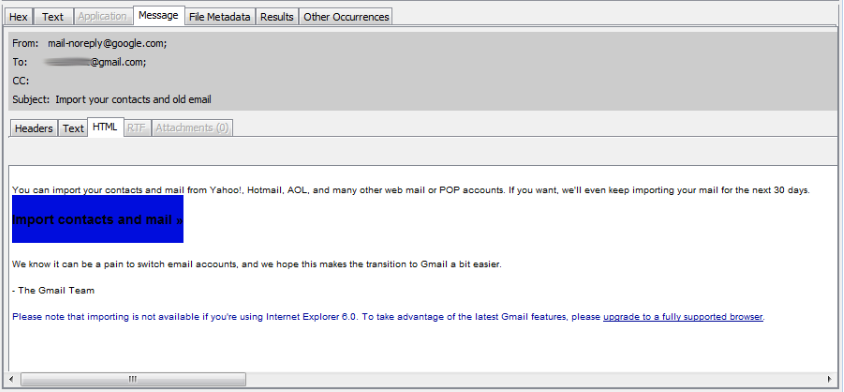 Hex Text Application Message File Metadata Results Other Occurrences
From: mail-noreply@google.com;
To: @gmail.com;
CC:
Subject: Import your contacts and old email
Headers Text HTML RTF Attachments (0)
You can import your contacts and mail from Yahoo!, Hotmail, AOL, and many other web mail or POP accounts. If you want, we'll even keep importing your mail for the next 30 days.
Import contacts and mail »
We know it can be a pain to switch email accounts, and we hope this makes the transition to Gmail a bit easier.
- The Gmail Team
Please note that importing is not available if you're using Internet Explorer 6.0. To take advantage of the latest Gmail features, please upgrade to a fully supported browser.